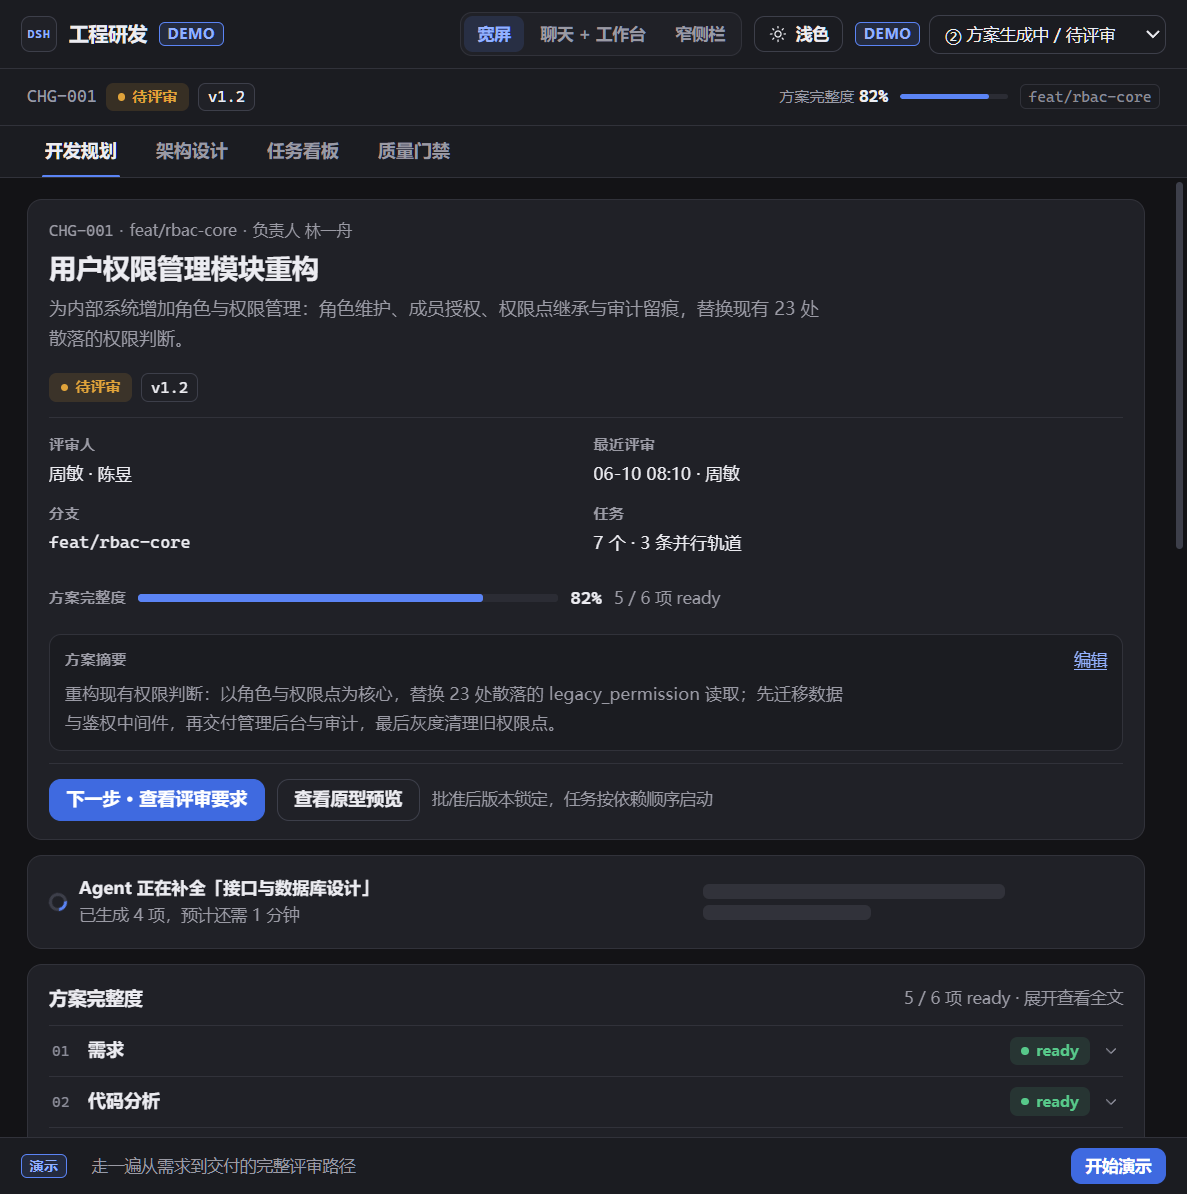 DSH 工程研发 DEMO 宽屏 聊天 + 工作台 窄侧栏 浅色 DEMO ② 方案生成中 / 待评审
CHG-001 待评审 v1.2 方案完整度 82% feat/rbac-core
开发规划 架构设计 任务看板 质量门禁
CHG-001 · feat/rbac-core · 负责人 林一舟
用户权限管理模块重构
为内部系统增加角色与权限管理：角色维护、成员授权、权限点继承与审计留痕，替换现有 23 处
散落的权限判断。
待评审 v1.2
评审人 最近评审
周敏 · 陈昱 06-10 08:10 · 周敏
分支 任务
feat/rbac-core 7 个 · 3 条并行轨道
方案完整度 82% 5 / 6 项 ready
方案摘要 编辑
重构现有权限判断：以角色与权限点为核心，替换 23 处散落的 legacy_permission 读取；先迁移数据
与鉴权中间件，再交付管理后台与审计，最后灰度清理旧权限点。
下一步 · 查看评审要求 查看原型预览 批准后版本锁定，任务按依赖顺序启动
Agent 正在补全「接口与数据库设计」
已生成 4 项，预计还需 1 分钟
方案完整度 5 / 6 项 ready · 展开查看全文
01 需求 ready
02 代码分析 ready
演示 走一遍从需求到交付的完整评审路径 开始演示